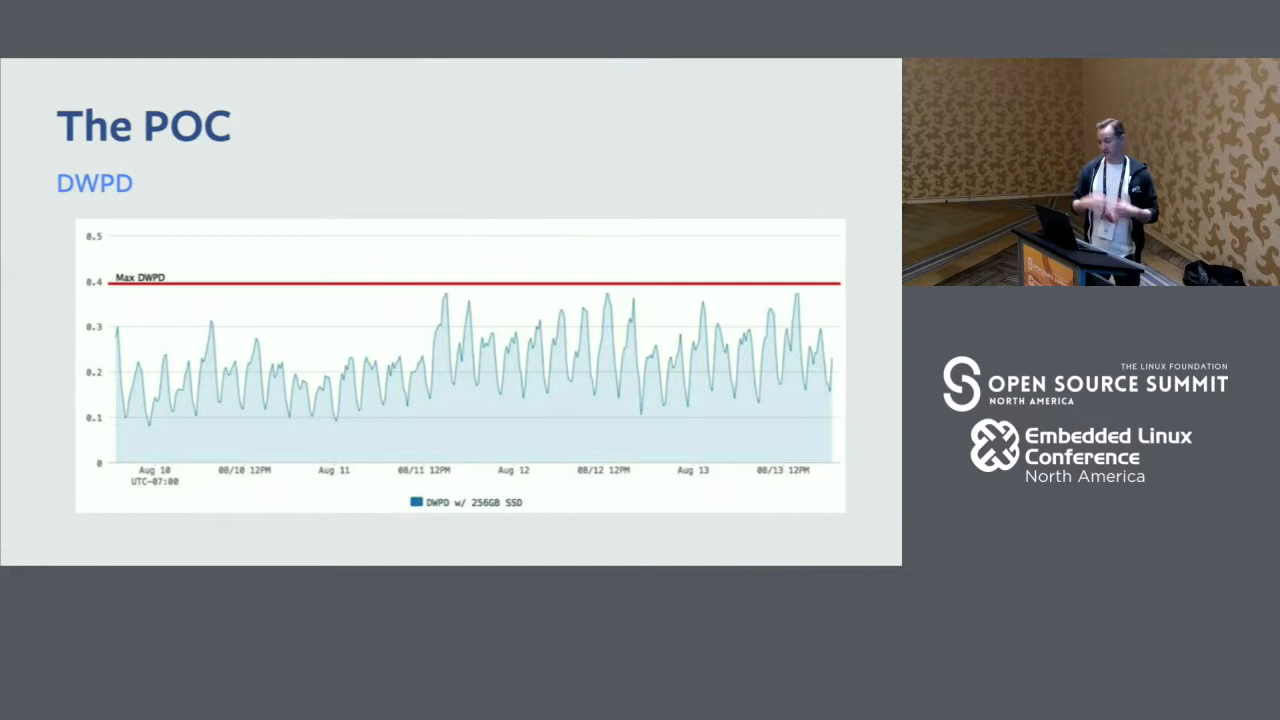 The POC
DWPD
0.5
Max DWPD
0.4
0.3
0.2
0.1
0
Aug 10 08/10 12PM Aug 11 08/11 12PM Aug 12 08/12 12PM Aug 13 08/13 12PM
UTC-07:00
DWPD w/ 256GB SSD
THE LINUX FOUNDATION
OPEN SOURCE SUMMIT
NORTH AMERICA
Embedded Linux
Conference
North America